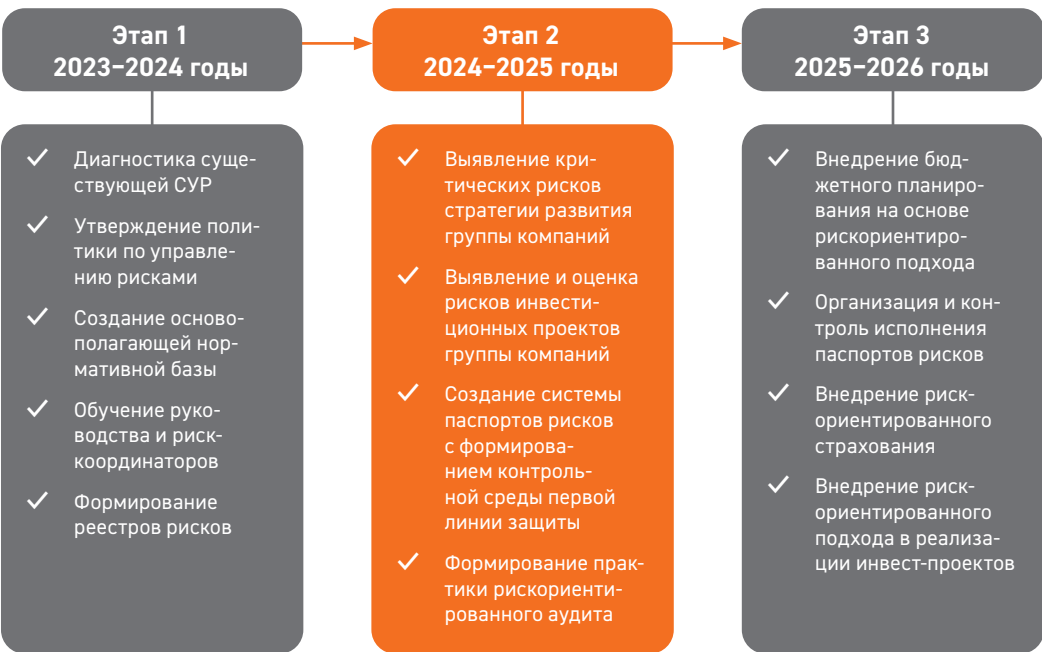 Этап 1
2023–2024 годы
Диагностика суще-
ствующей СУР
Утверждение поли-
тики по управле-
нию рисками
Создание осново-
полагающей нор-
мативной базы
Обучение руко-
водства и риск-
координаторов
Формирование
реестров рисков
Этап 2
2024–2025 годы
Выявление кри-
тических рисков
стратегии развития
группы компаний
Выявление и оценка
рисков инвести-
ционных проектов
группы компаний
Создание системы
паспортов рисков
с формирова-
нием контроль-
ной среды первой
линии защиты
Формирование прак-
тики рискориенти-
рованного аудита
Этап 3
2025–2026 годы
Внедрение бюд-
жетного планиро-
вания на основе
рискориентиро-
ванного подхода
Организация и кон-
троль исполнения
паспортов рисков
Внедрение риск-
ориентированного
страхования
Внедрение риск-
ориентированного
подхода в реализа-
ции инвест-проектов